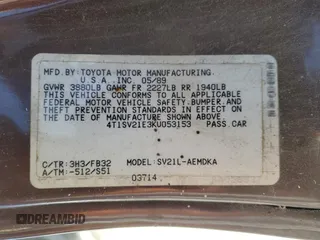 MFD.BY:TOYOTA MOTOR MANUFACTURING.
U.S.A., INC. 05/89
GVWR 3880LB GAWR FR 2227LB RR 1940LB
THIS VEHICLE CONFORMS TO ALL APPLICABLE
FEDERAL MOTOR VEHICLE SAFETY,BUMPER,AND
THEFT PREVENTION STANDARDS IN EFFECT ON
THE DATE OF MANUFACTURE SHOWN ABOVE.
4T1SV21E3KU053153 PASS.CAR
C/TR:3H3/FB32 MODEL:SV21L-AEMDKA
A/TM:-512/S51
03714
DREAMBID